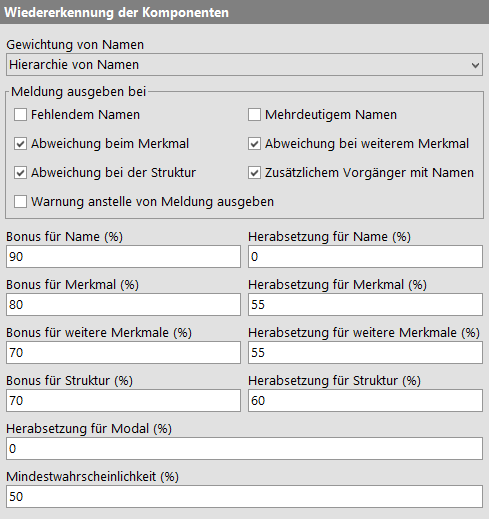 Wiedererkennung der Komponenten
Gewichtung von Namen
Hierarchie von Namen
Meldung ausgeben bei
Fehlendem Namen
Mehrdeutigem Namen
Abweichung beim Merkmal
Abweichung bei weiterem Merkmal
Abweichung bei der Struktur
Zusätzlichem Vorgänger mit Namen
Warnung anstelle von Meldung ausgeben
Bonus für Name (%)
Herabsetzung für Name (%)
90
0
Bonus für Merkmal (%)
Herabsetzung für Merkmal (%)
80
55
Bonus für weitere Merkmale (%)
Herabsetzung für weitere Merkmale (%)
70
55
Bonus für Struktur (%)
Herabsetzung für Struktur (%)
70
60
Herabsetzung für Modal (%)
0
Mindestwahrscheinlichkeit (%)
50